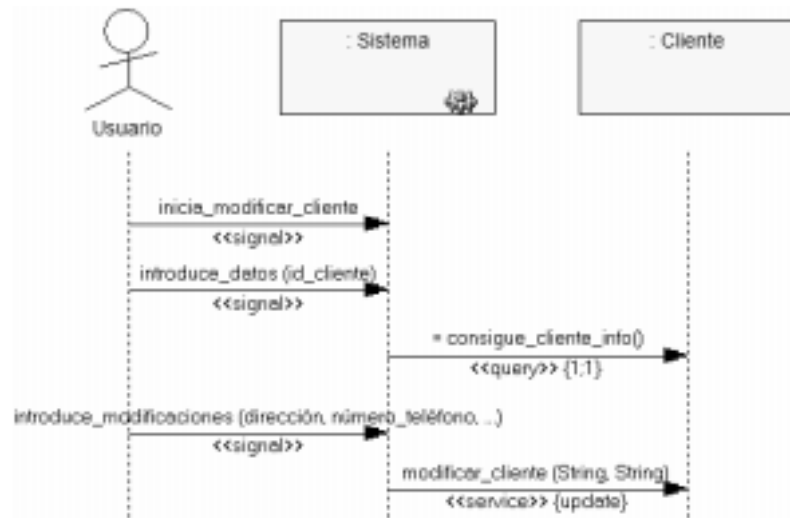 : Sistema
: Cliente
Usuario
inicia_modificar_cliente
<<signal>>
introduce_datos (id_cliente)
<<signal>>
= consigue_cliente_info()
<<query>> {1;1}
introduce_modificaciones (dirección, número_teléfono, ...)
<<signal>>
modificar_cliente (String, String)
<<service>> {update}